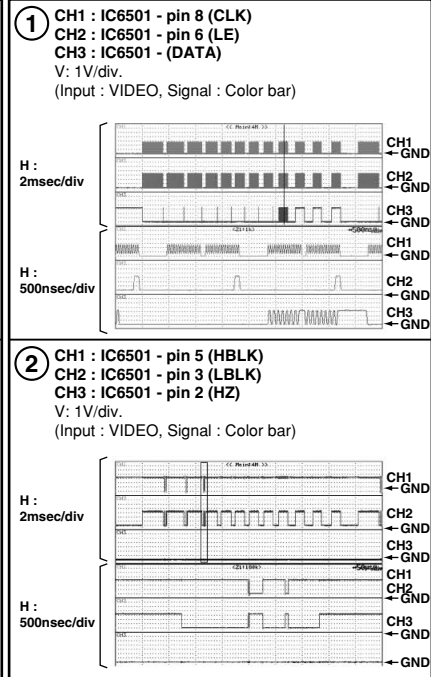 1
CH1 : IC6501 - pin 8 (CLK)
CH2 : IC6501 - pin 6 (LE)
CH3 : IC6501 - (DATA)
V: 1V/div.
(Input : VIDEO, Signal : Color bar)
<< Main:4M >>
H :
2msec/div
CH1
GND
CH2
GND
CH3
GND
H :
500nsec/div
CH1
GND
CH2
GND
CH3
GND
2
CH1 : IC6501 - pin 5 (HBLK)
CH2 : IC6501 - pin 3 (LBLK)
CH3 : IC6501 - pin 2 (HZ)
V: 1V/div.
(Input : VIDEO, Signal : Color bar)
<< Main:4M >>
H :
2msec/div
CH1
GND
CH2
GND
CH3
GND
H :
500nsec/div
CH1
CH2
GND
CH3
GND
GND